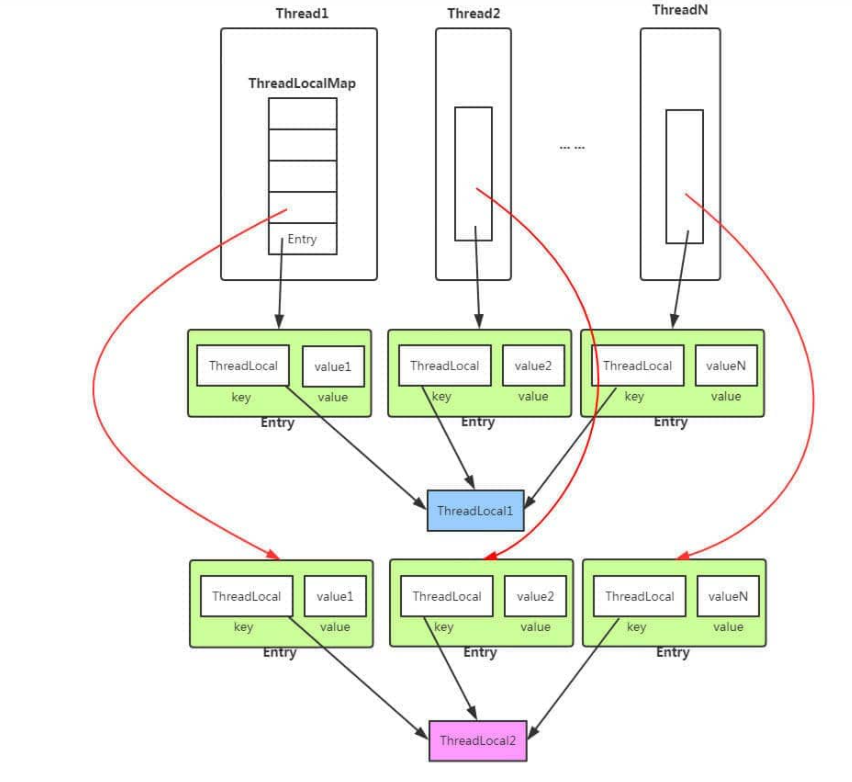 Thread1
Thread2
ThreadN
ThreadLocalMap
... ...
Entry
ThreadLocal value1
key value
Entry
ThreadLocal value2
key value
Entry
ThreadLocal valueN
key value
Entry
ThreadLocal1
ThreadLocal value1
key value
Entry
ThreadLocal value2
key value
Entry
ThreadLocal valueN
key value
Entry
ThreadLocal2